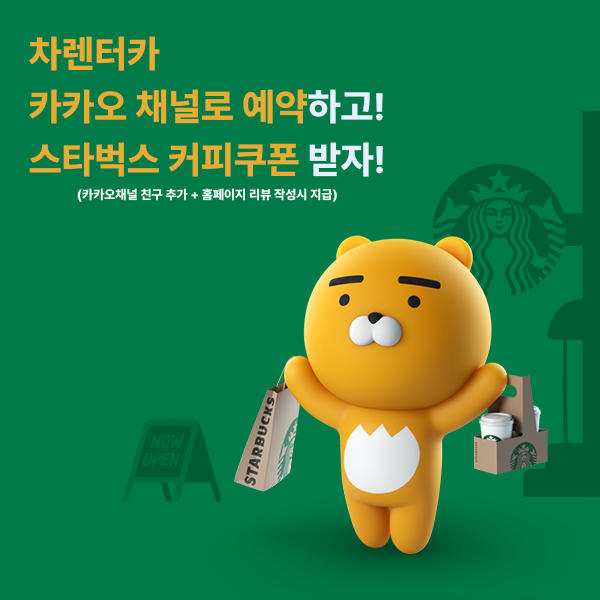 차렌터카
카카오 채널로 예약하고!
스타벅스 커피쿠폰 받자!
(카카오채널 친구 추가 + 홈페이지 리뷰 작성시 지급)
NOW
OPEN
STARBUCKS